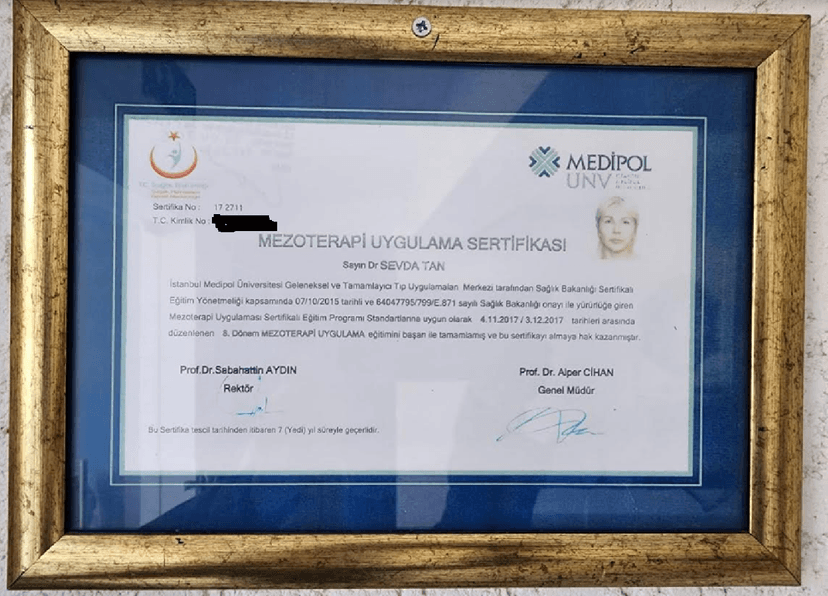 MEDİPOL
UNV
Sertifika No : 17 2711
T.C. Kimlik No :
MEZOTERAPİ UYGULAMA SERTİFİKASI
Sayın Dr SEVDA TAN
İstanbul Medipol Üniversitesi Geleneksel ve Tamamlayıcı Tıp Uygulamaları Merkezi tarafından Sağlık Bakanlığı Sertifikalı
Eğitim Yönetmeliği kapsamında 07/10/2015 tarihli ve 64047795/799/E.871 sayılı Sağlık Bakanlığı onayı ile yürürlüğe giren
Mezoterapi Uygulaması Sertifikalı Eğitim Programı Standartlarına uygun olarak 4.11.2017 / 3.12.2017 tarihleri arasında
düzenlenen 8. Dönem MEZOTERAPİ UYGULAMA eğitimini başarı ile tamamlamış ve bu sertifikayı almaya hak kazanmıştır.
Prof.Dr.Sabahattin AYDIN
Rektör
Prof. Dr. Alper CİHAN
Genel Müdür
Bu Sertifika tescil tarihinden itibaren 7 (Yedi) yıl süreyle geçerlidir.